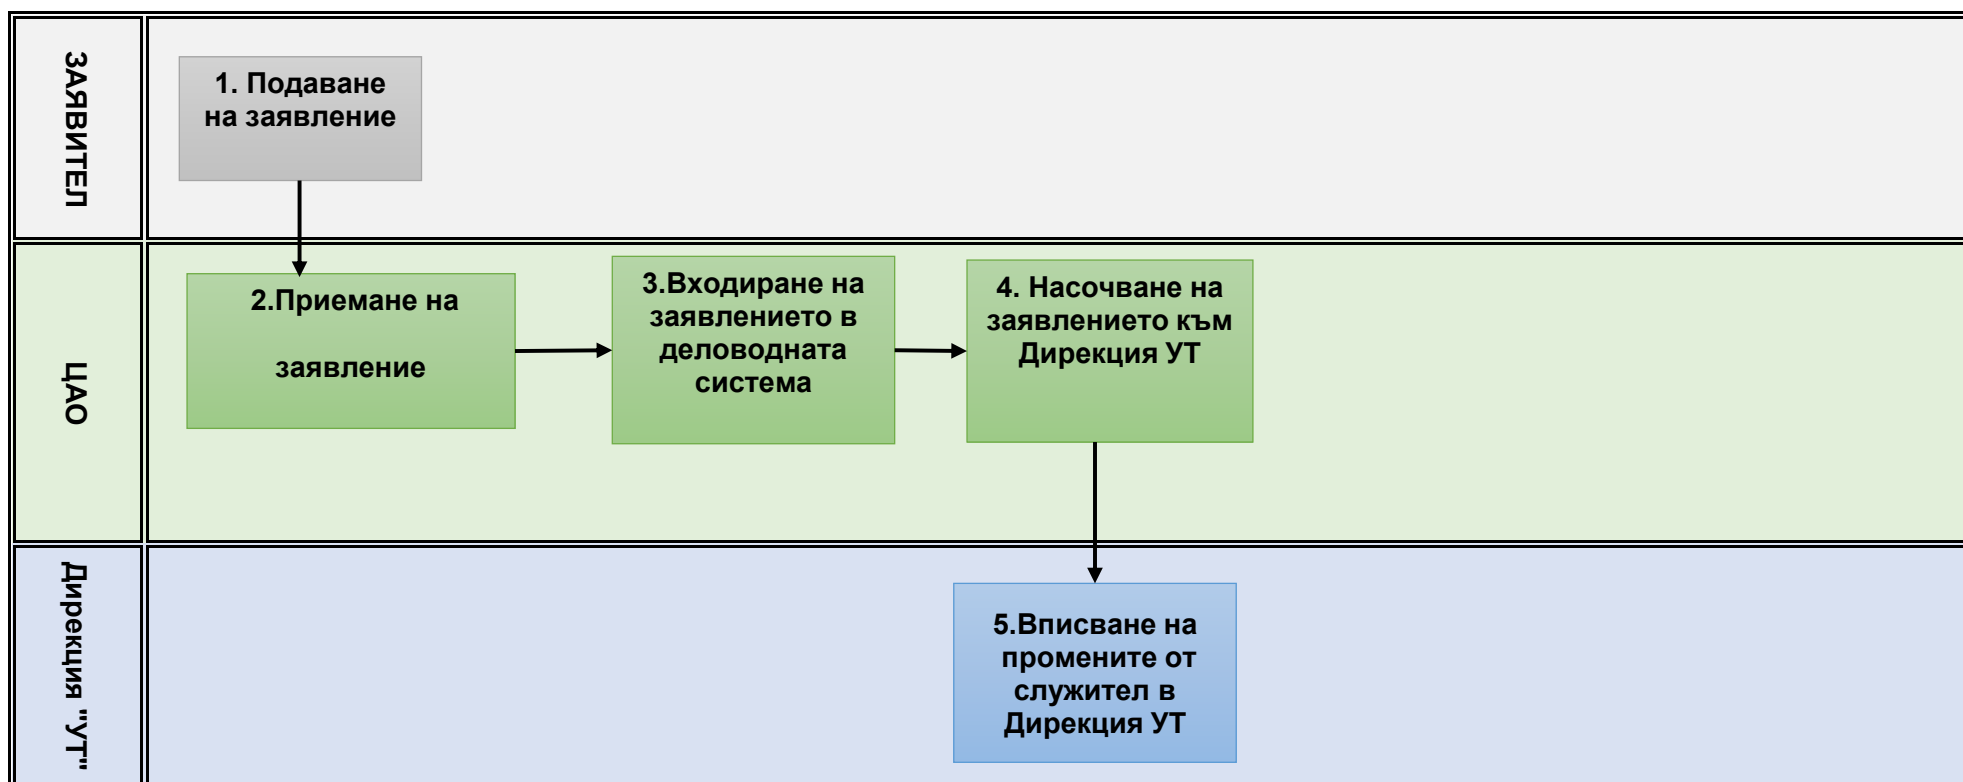 ЗАЯВИТЕЛ
1. Подаване
на заявление
ЦАО
2.Приемане на
заявление
3.Входиране на
заявлението в
деловодната
система
4. Насочване на
заявлението към
Дирекция УТ
Дирекция "УТ"
5.Вписване на
промените от
служител в
Дирекция УТ